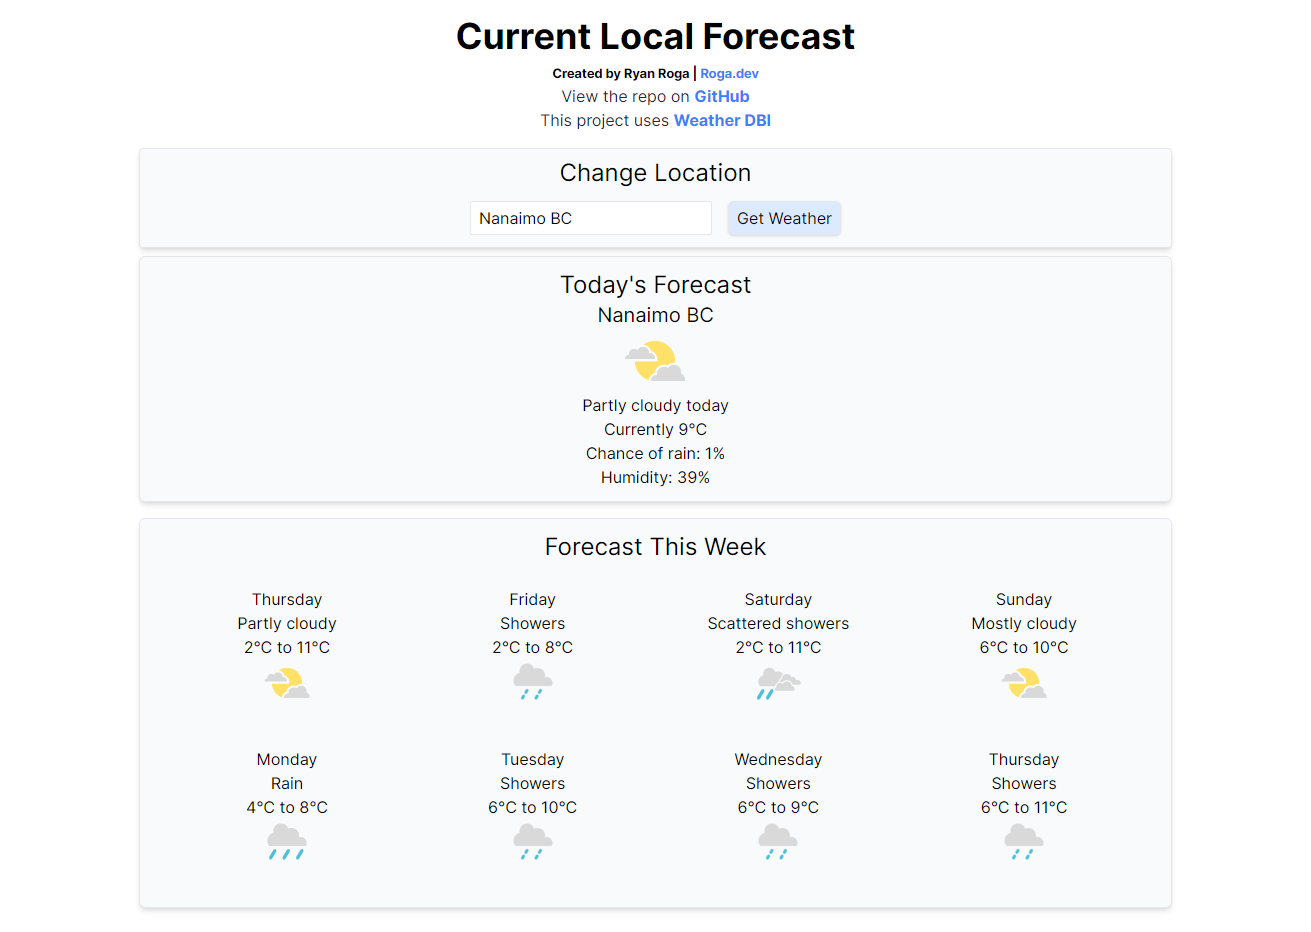 Current Local Forecast
Created by Ryan Roga | Roga.dev
View the repo on GitHub
This project uses Weather DBI
Change Location
Nanaimo BC
Get Weather
Today's Forecast
Nanaimo BC
Partly cloudy today
Currently 9°C
Chance of rain: 1%
Humidity: 39%
Forecast This Week
Thursday
Partly cloudy
2°C to 11°C
Friday
Showers
2°C to 8°C
Saturday
Scattered showers
2°C to 11°C
Sunday
Mostly cloudy
6°C to 10°C
Monday
Rain
4°C to 8°C
Tuesday
Showers
6°C to 10°C
Wednesday
Showers
6°C to 9°C
Thursday
Showers
6°C to 11°C